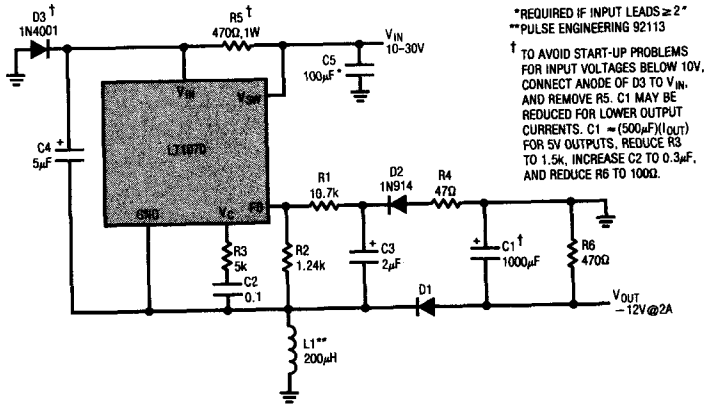 D3†
1N4001
R5†
470Ω, 1W
VIN
10–30V
C5
100µF*
*REQUIRED IF INPUT LEADS ≥ 2"
**PULSE ENGINEERING 92113
† TO AVOID START-UP PROBLEMS
FOR INPUT VOLTAGES BELOW 10V,
CONNECT ANODE OF D3 TO VIN,
AND REMOVE R5. C1 MAY BE
REDUCED FOR LOWER OUTPUT
CURRENTS. C1 ≈ (500µF)(IOUT)
FOR 5V OUTPUTS, REDUCE R3
TO 1.5k, INCREASE C2 TO 0.3µF,
AND REDUCE R6 TO 100Ω.
VIN
VSW
LT1070
GND
VC
FB
C4
+
5µF
R1
10.7k
D2
1N914
R4
47Ω
R3
5k
C2
0.1
R2
1.24k
+
C3
2µF
+
C1†
1000µF
R6
470Ω
D1
VOUT
–12V@2A
L1**
200µH